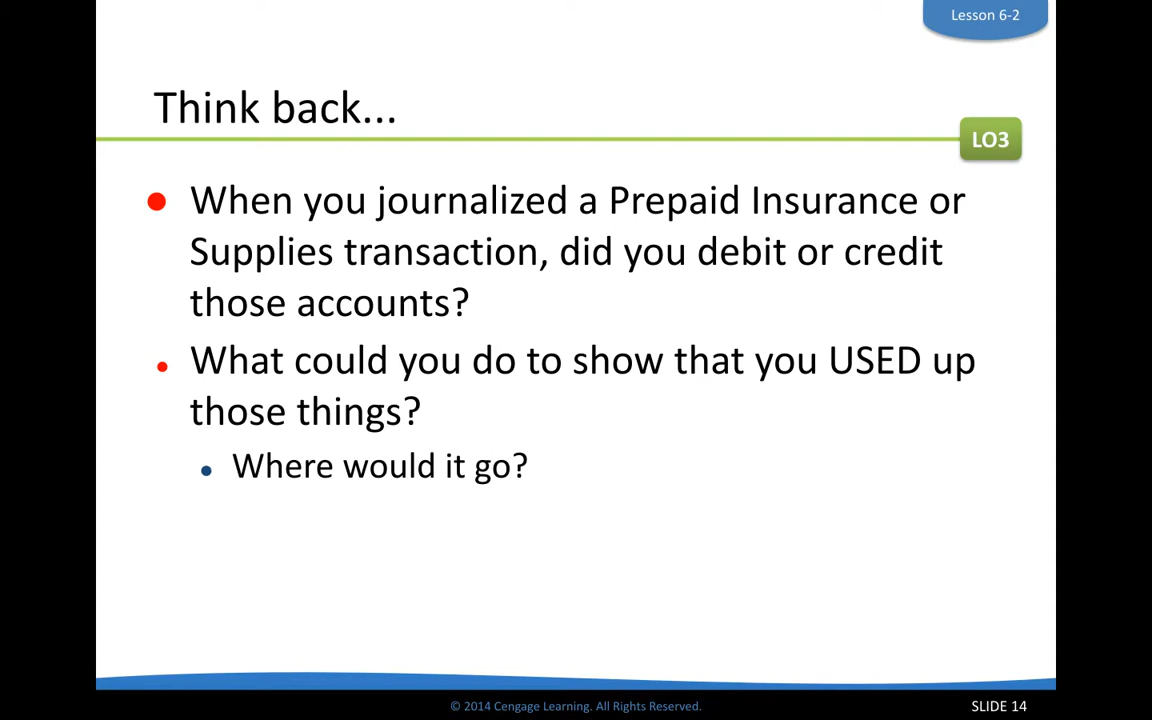 Lesson 6-2
Think back...
LO3
When you journalized a Prepaid Insurance or
Supplies transaction, did you debit or credit
those accounts?
What could you do to show that you USED up
those things?
Where would it go?
© 2014 Cengage Learning. All Rights Reserved.
SLIDE 14